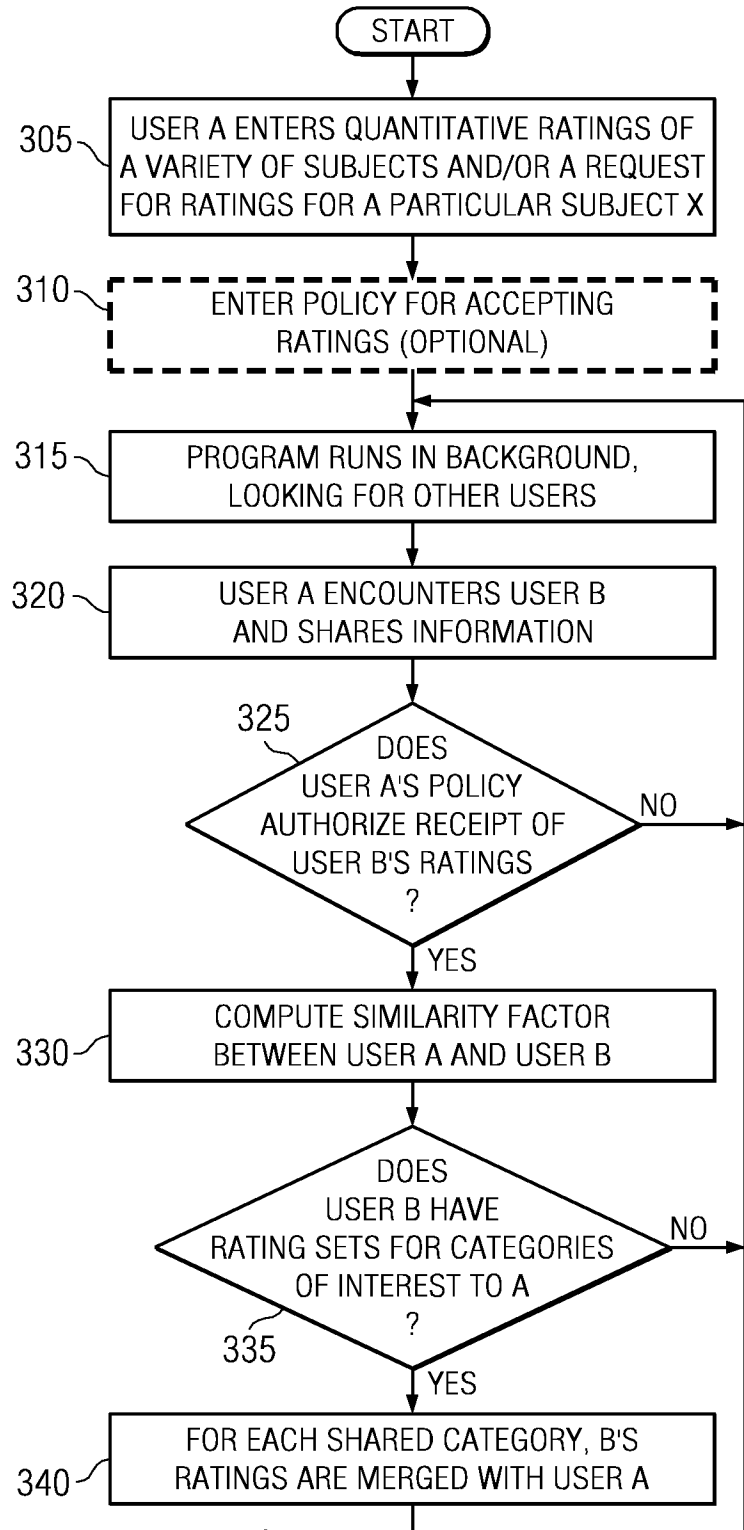 START
305
USER A ENTERS QUANTITATIVE RATINGS OF
A VARIETY OF SUBJECTS AND/OR A REQUEST
FOR RATINGS FOR A PARTICULAR SUBJECT X
310
ENTER POLICY FOR ACCEPTING
RATINGS (OPTIONAL)
315
PROGRAM RUNS IN BACKGROUND,
LOOKING FOR OTHER USERS
320
USER A ENCOUNTERS USER B
AND SHARES INFORMATION
325
DOES
USER A'S POLICY
AUTHORIZE RECEIPT OF
USER B'S RATINGS
?
NO
YES
330
COMPUTE SIMILARITY FACTOR
BETWEEN USER A AND USER B
DOES
USER B HAVE
RATING SETS FOR CATEGORIES
OF INTEREST TO A
?
335
NO
YES
340
FOR EACH SHARED CATEGORY, B'S
RATINGS ARE MERGED WITH USER A